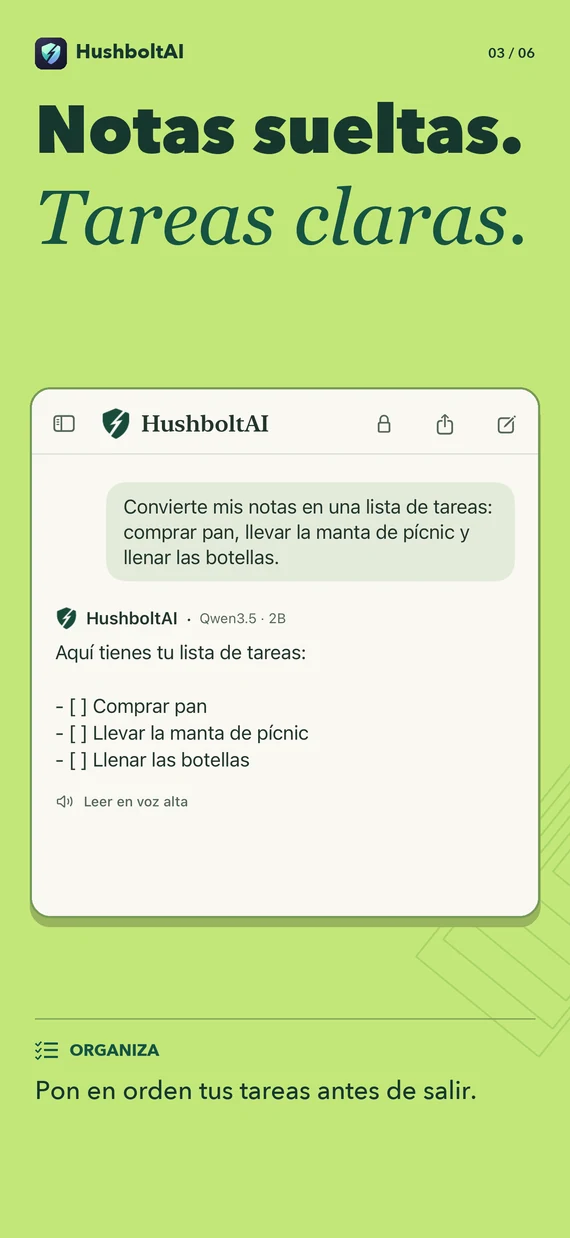 HushboltAI
03 / 06
Notas sueltas.
Tareas claras.
HushboltAI
Convierte mis notas en una lista de tareas:
comprar pan, llevar la manta de pícnic y
llenar las botellas.
HushboltAI · Qwen3.5 · 2B
Aquí tienes tu lista de tareas:
- [ ] Comprar pan
- [ ] Llevar la manta de pícnic
- [ ] Llenar las botellas
Leer en voz alta
ORGANIZA
Pon en orden tus tareas antes de salir.